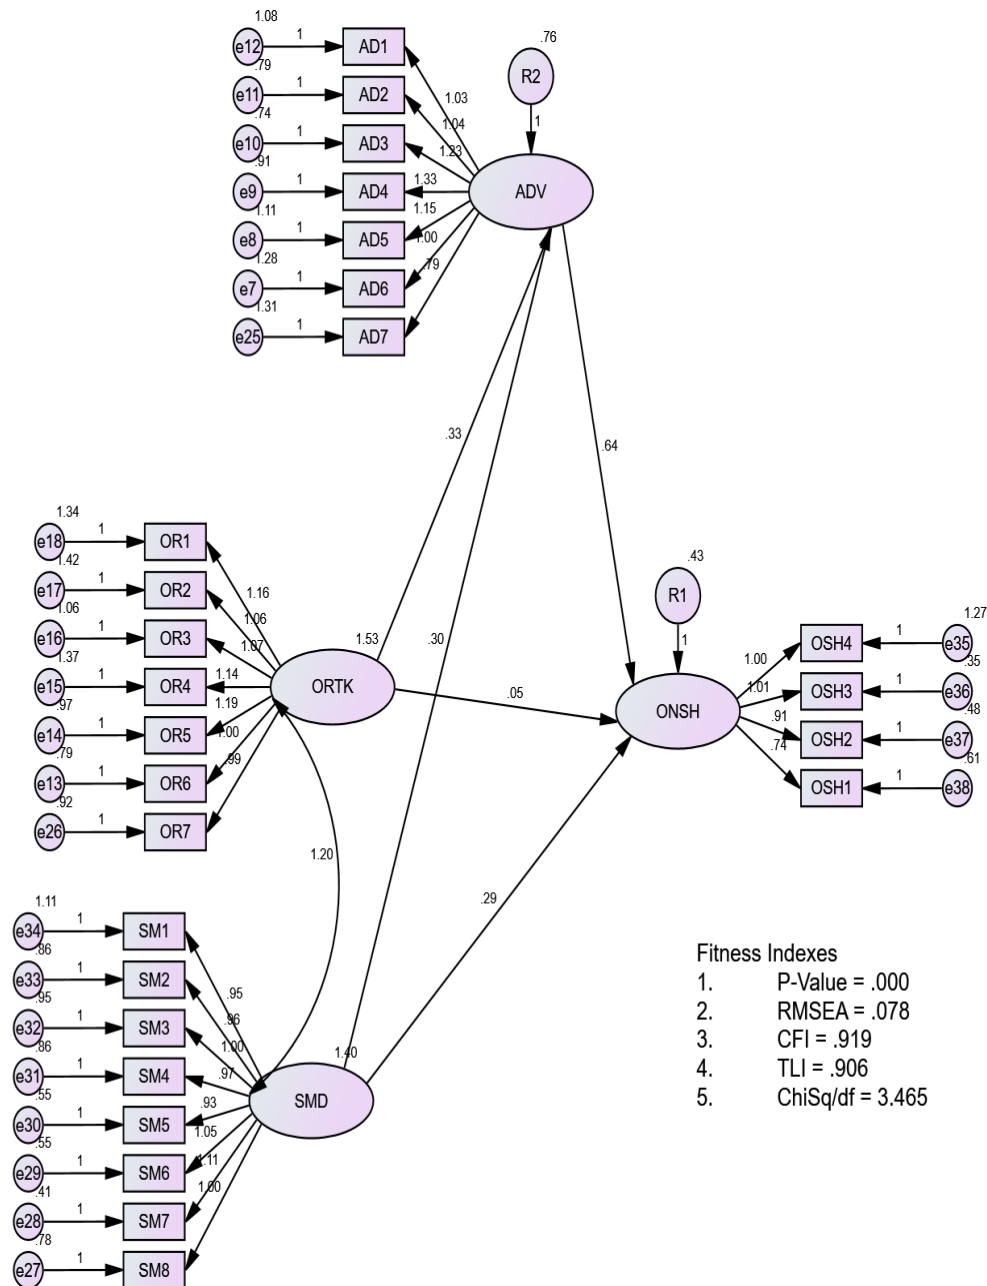 1.08
e12 1 AD1
.79
e11 1 AD2
.74
e10 1 AD3
.91
e9 1 AD4
1.11
e8 1 AD5
1.28
e7 1 AD6
1.31
e25 1 AD7
1.03
1.04
1.23
1.33
1.15
1.00
.79
.76
R2
1
ADV
.33
.30
.64
1.34
e18 1 OR1
1.42
e17 1 OR2
1.06
e16 1 OR3
1.37
e15 1 OR4
.97
e14 1 OR5
.79
e13 1 OR6
.92
e26 1 OR7
1.16
1.06
1.07
1.14
1.19
1.00
.99
1.53
ORTK
.05
.43
R1
1
ONSH
1.27
1.00 OSH4 1 e35
.35
1.01 OSH3 1 e36
.48
.91 OSH2 1 e37
.61
.74 OSH1 1 e38
1.20
.29
1.11
e34 1 SM1
.86
e33 1 SM2
.95
e32 1 SM3
.86
e31 1 SM4
.55
e30 1 SM5
.55
e29 1 SM6
.41
e28 1 SM7
.78
e27 1 SM8
.95
.96
1.00
.97
.93
1.05
1.11
1.00
1.40
SMD
Fitness Indexes
1. P-Value = .000
2. RMSEA = .078
3. CFI = .919
4. TLI = .906
5. ChiSq/df = 3.465